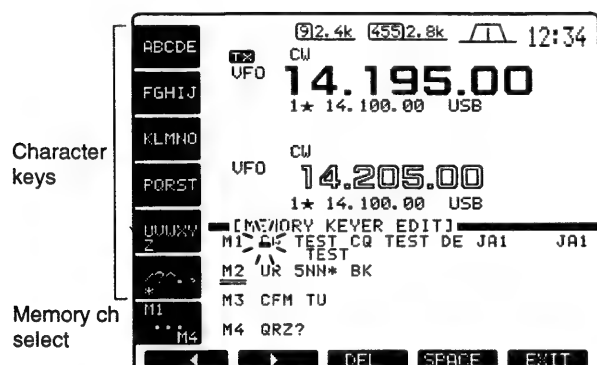 9 2.4k 455 2.8k 12:34
ABCDE
TX CW
VFO 14.195.00
FGHIJ
1★ 14.100.00 USB
KLMNO
Character keys
CW
VFO 14.205.00
PQRST
1★ 14.100.00 USB
[MEMORY KEYER EDIT]
UVWXY
Z
M1 TEST CQ TEST DE JA1 JA1
TEST
/?^.,
*
M2 UR 5NN* BK
M3 CFM TU
Memory ch select
M1
... M4
M4 QRZ?
◀ ▶ DEL SPACE EXIT